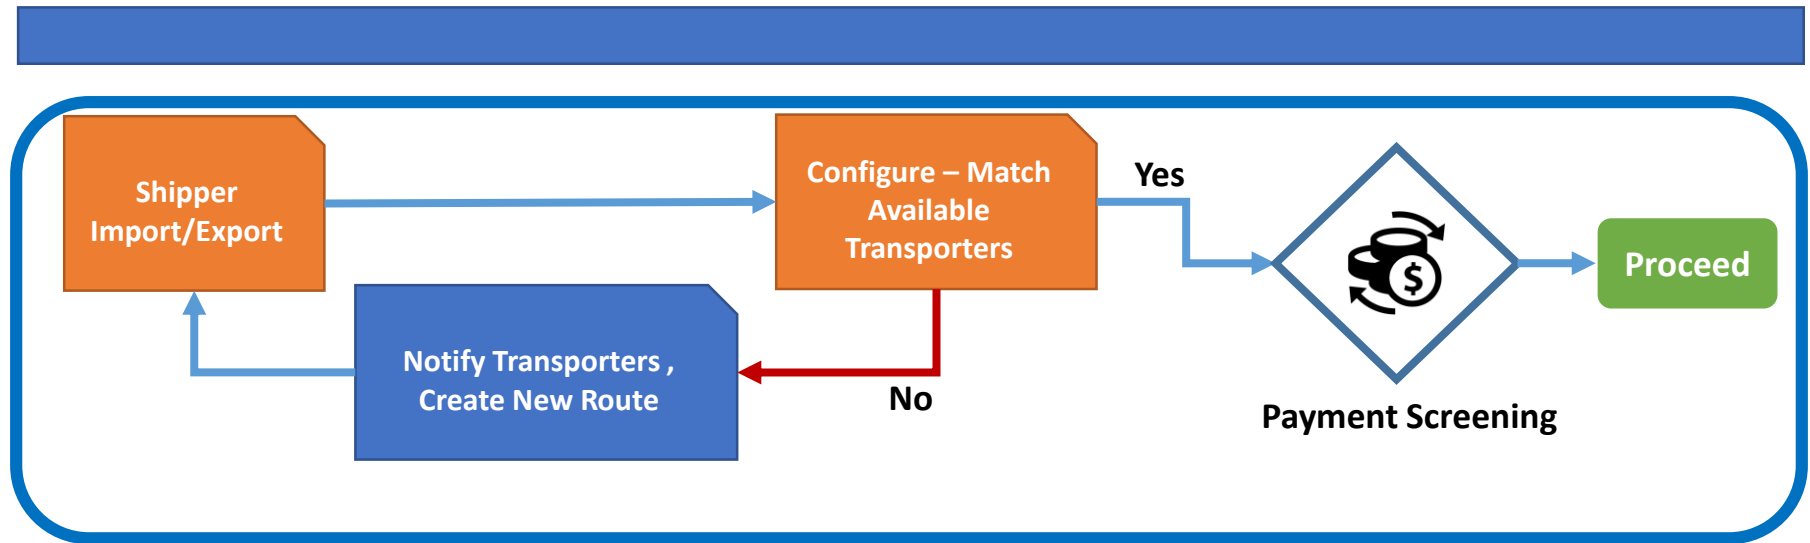 Shipper
Import/Export
Configure – Match
Available
Transporters
Yes
$
Proceed
Notify Transporters ,
Create New Route
No
Payment Screening